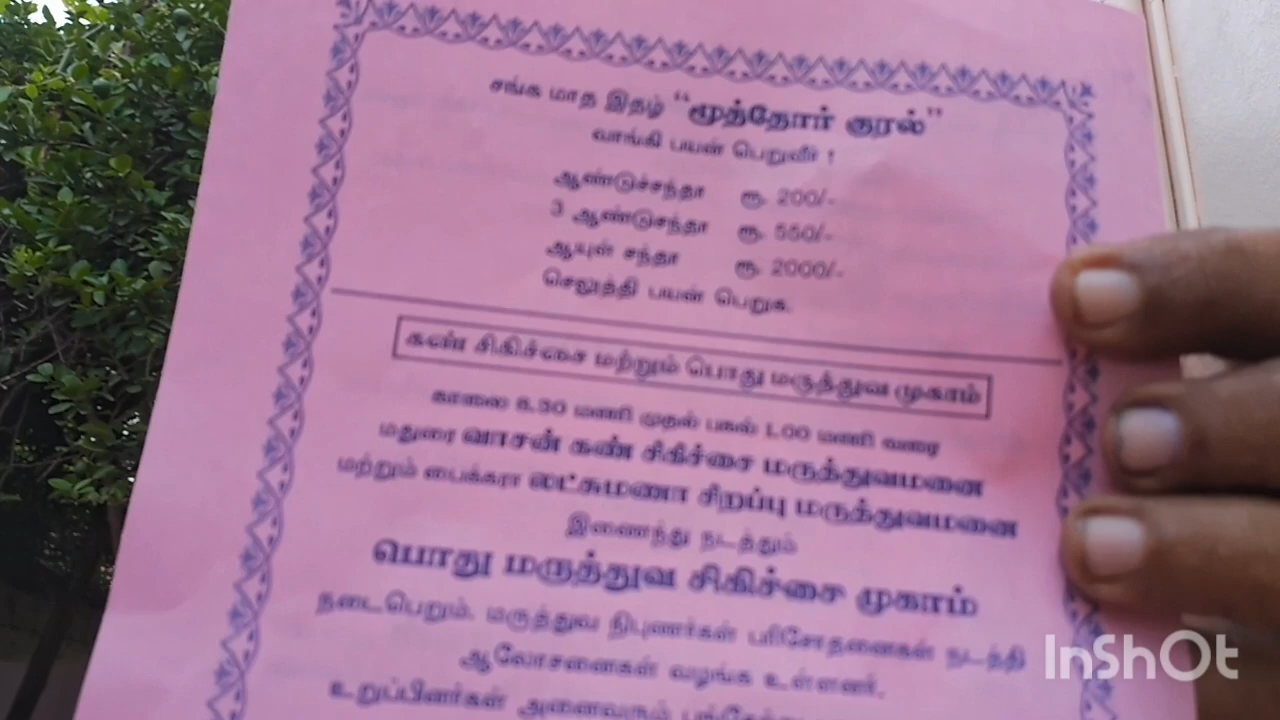 சங்க மாத இதழ் "மூத்தோர் குரல்"
வாங்கி பயன் பெறுவீர் !
ஆண்டுச்சந்தா ரூ. 200/-
3 ஆண்டுசந்தா ரூ. 550/-
ஆயுள் சந்தா ரூ. 2000/-
செலுத்தி பயன் பெறுக.
கண் சிகிச்சை மற்றும் பொது மருத்துவ முகாம்
காலை 8.30 மணி முதல் பகல் 1.00 மணி வரை
மதுரை வாசன் கண் சிகிச்சை மருத்துவமனை
மற்றும் பைக்கரா லட்சுமணா சிறப்பு மருத்துவமனை
இணைந்து நடத்தும்
பொது மருத்துவ சிகிச்சை முகாம்
நடைபெறும். மருத்துவ நிபுணர்கள் பரிசோதனைகள் நடத்தி
ஆலோசனைகள் வழங்க உள்ளனர்.
உறுப்பினர்கள் அனைவரும்
InShOt